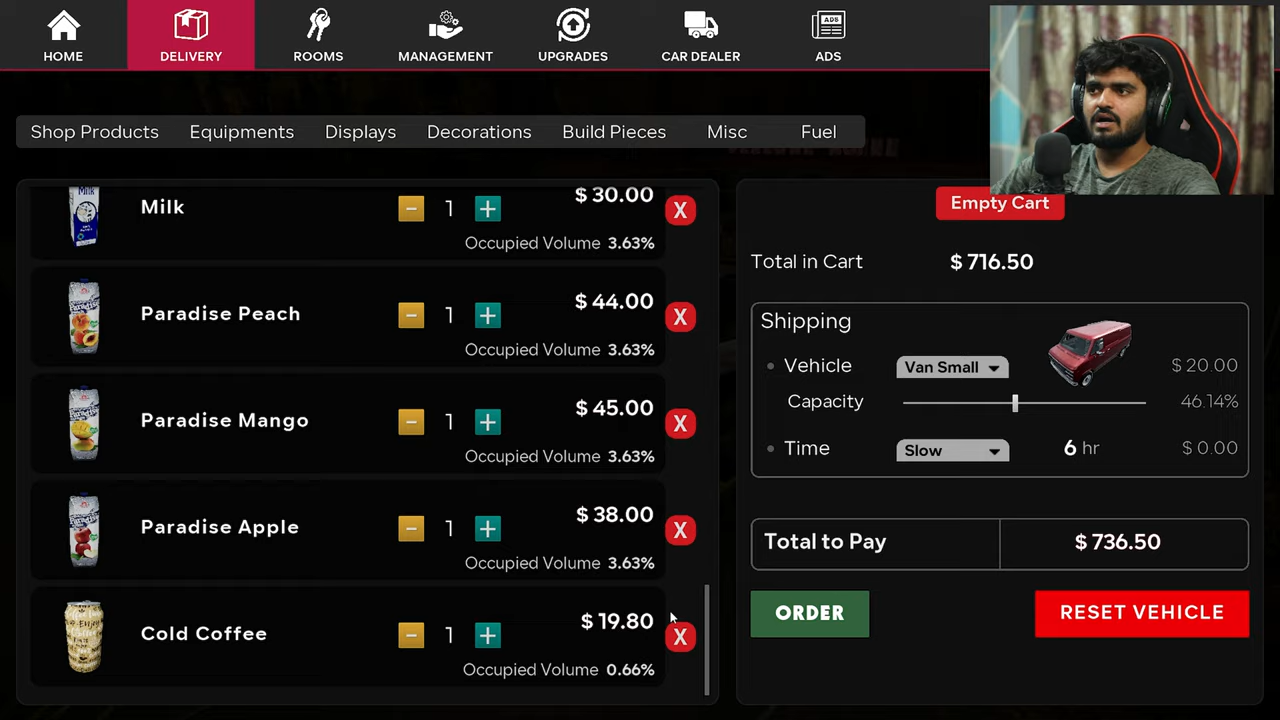 HOME
DELIVERY
ROOMS
MANAGEMENT
UPGRADES
CAR DEALER
ADS
ADS
Shop Products
Equipments
Displays
Decorations
Build Pieces
Misc
Fuel
Milk
Milk
- 1 +
$ 30.00
X
Occupied Volume 3.63%
Paradise Peach
- 1 +
$ 44.00
X
Occupied Volume 3.63%
Paradise Mango
- 1 +
$ 45.00
X
Occupied Volume 3.63%
Paradise Apple
- 1 +
$ 38.00
X
Occupied Volume 3.63%
Cold Coffee
- 1 +
$ 19.80
X
Occupied Volume 0.66%
Empty Cart
Total in Cart $ 716.50
Shipping
Vehicle Van Small $ 20.00
Capacity 46.14%
Time Slow 6 hr $ 0.00
Total to Pay $ 736.50
ORDER
RESET VEHICLE